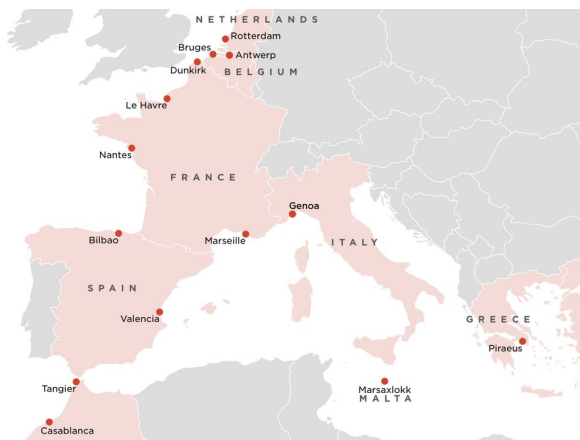 NETHERLANDS
Rotterdam
Bruges
Antwerp
Dunkirk
BELGIUM
Le Havre
Nantes
FRANCE
Genoa
Bilbao
Marseille
ITALY
SPAIN
Valencia
GREECE
Piraeus
Tangier
Marsaxlokk
MALTA
Casablanca